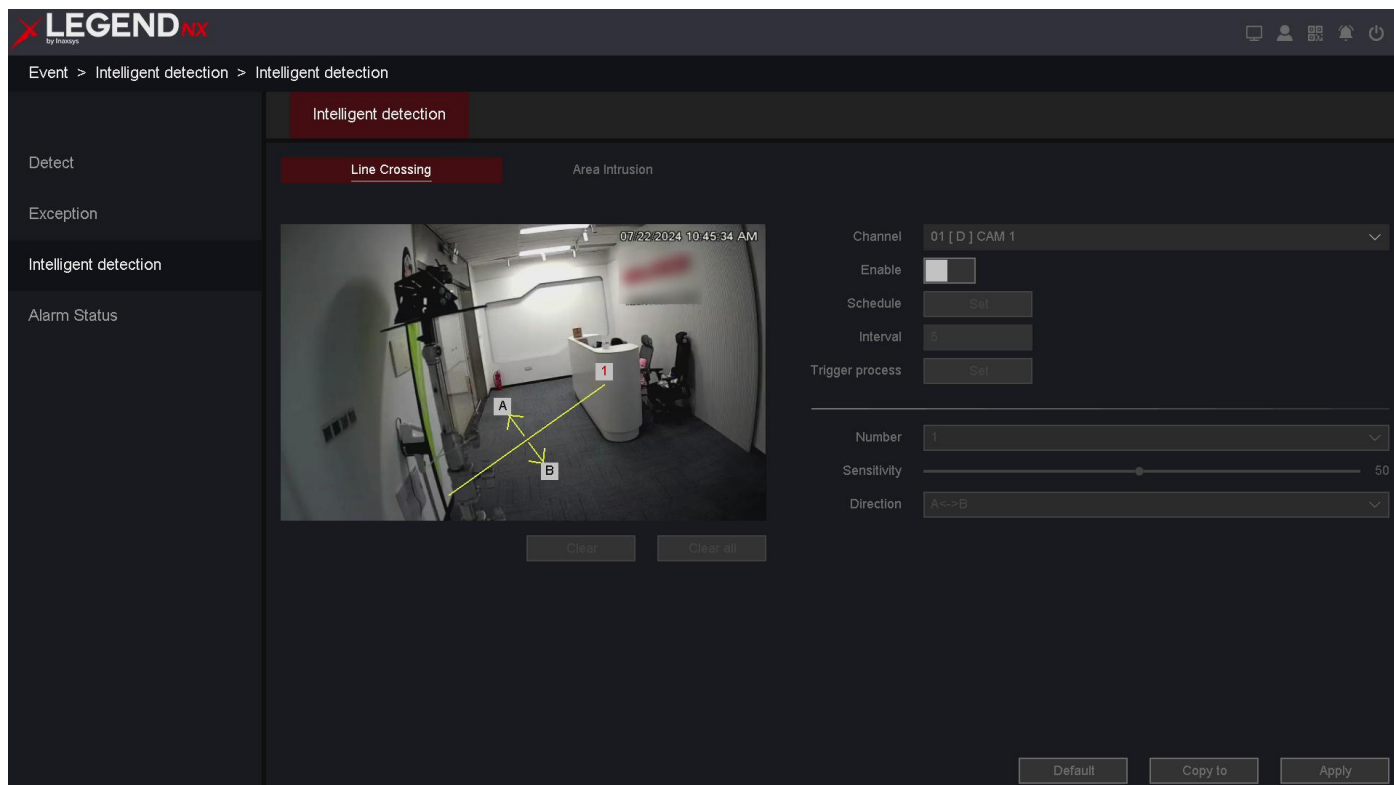 XLEGEND NX
by Inaxsys
Event > Intelligent detection > Intelligent detection
Intelligent detection
Detect
Exception
Intelligent detection
Alarm Status
Line Crossing
Area Intrusion
07/22/2024 10:45:34 AM
1
A
B
Clear
Clear all
Channel
01 [ D ] CAM 1
Enable
Schedule
Set
Interval
5
Trigger process
Set
Number
1
Sensitivity
50
Direction
A<->B
Default
Copy to
Apply